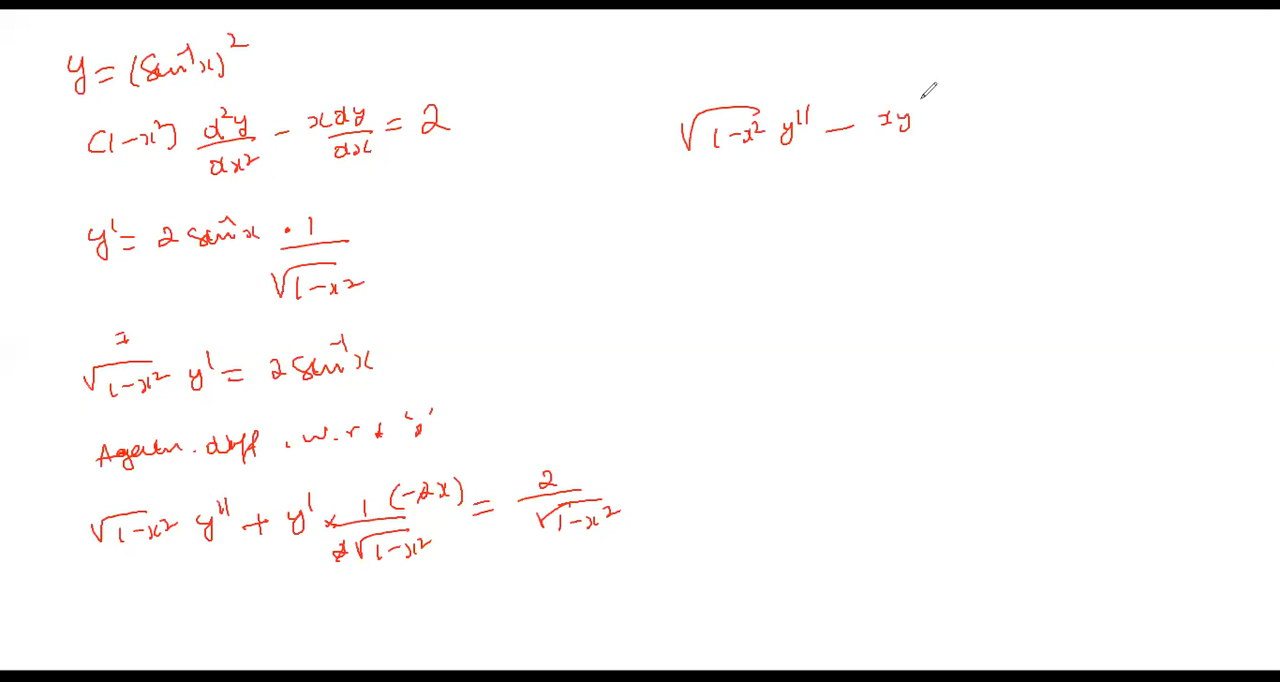 y = (sin⁻¹x)²
(1-x²) d²y/dx² - xdy/dx = 2
y' = 2 sin⁻¹x · 1/√(1-x²)
√(1-x²) y' = 2 sin⁻¹x
Again . diff . w.r t 'x'
√(1-x²) y'' + y' × 1/(2√(1-x²)) (-2x) = 2/√(1-x²)
√(1-x²) y'' - xy